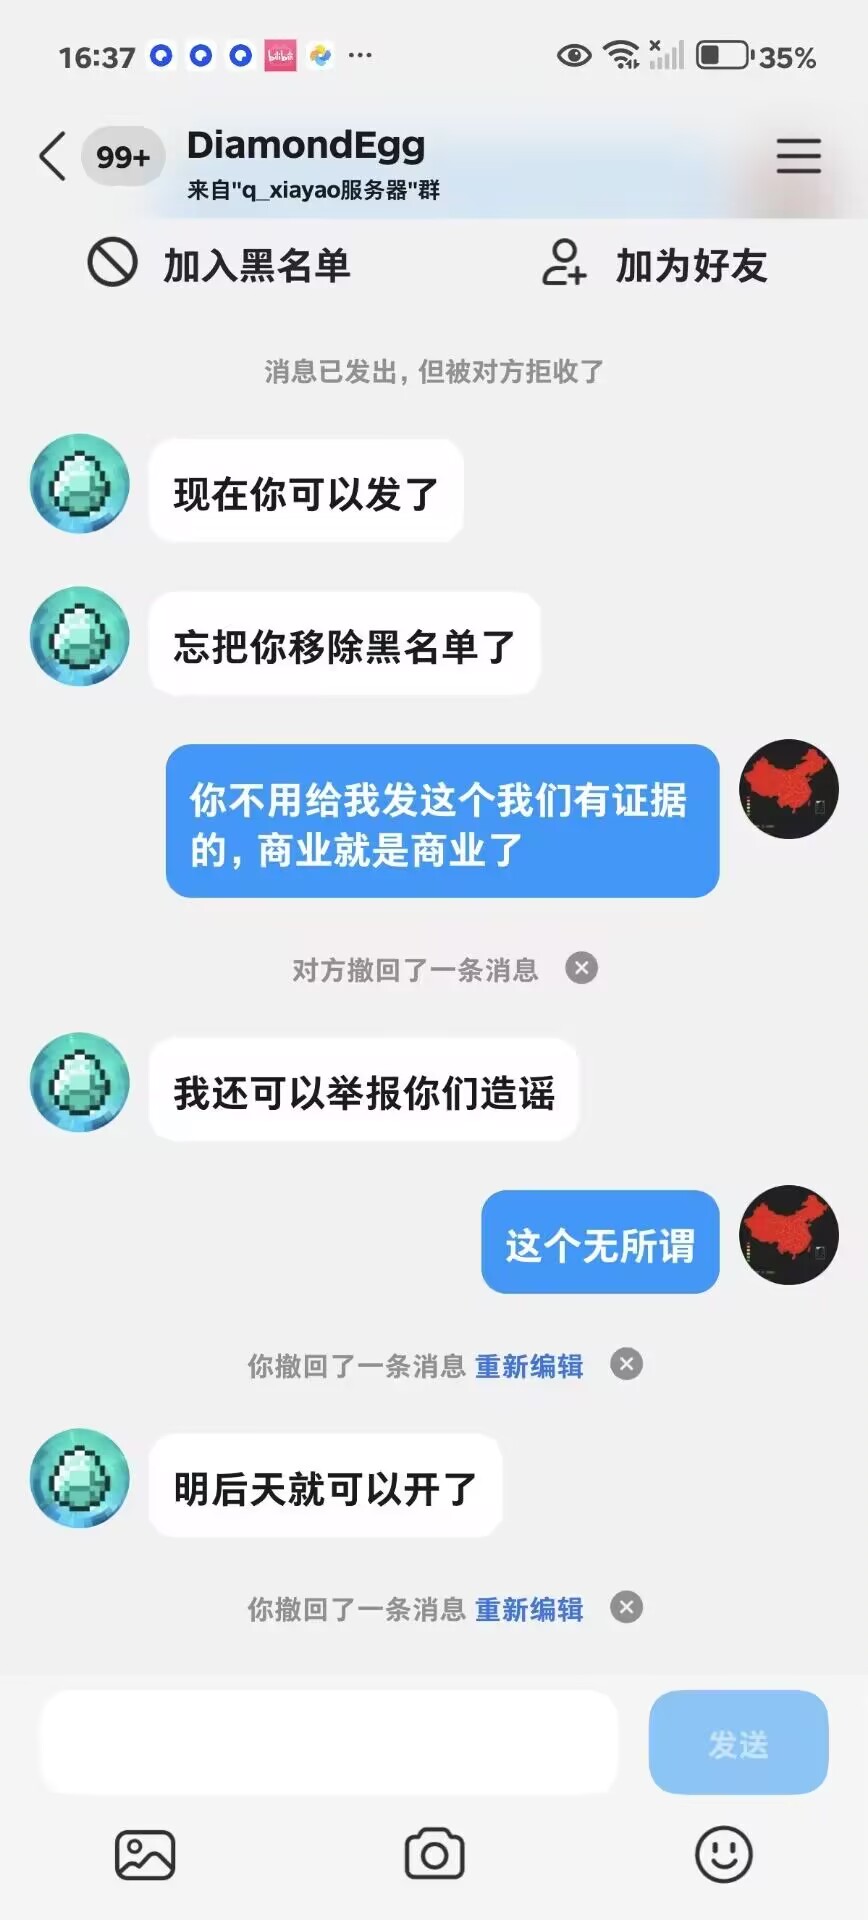 16:37
bilibili
35%
99+
DiamondEgg
来自"q_xiayao服务器"群
加入黑名单
加为好友
消息已发出，但被对方拒收了
现在你可以发了
忘把你移除黑名单了
你不用给我发这个我们有证据
的，商业就是商业了
对方撤回了一条消息
我还可以举报你们造谣
这个无所谓
你撤回了一条消息 重新编辑
明后天就可以开了
你撤回了一条消息 重新编辑
发送